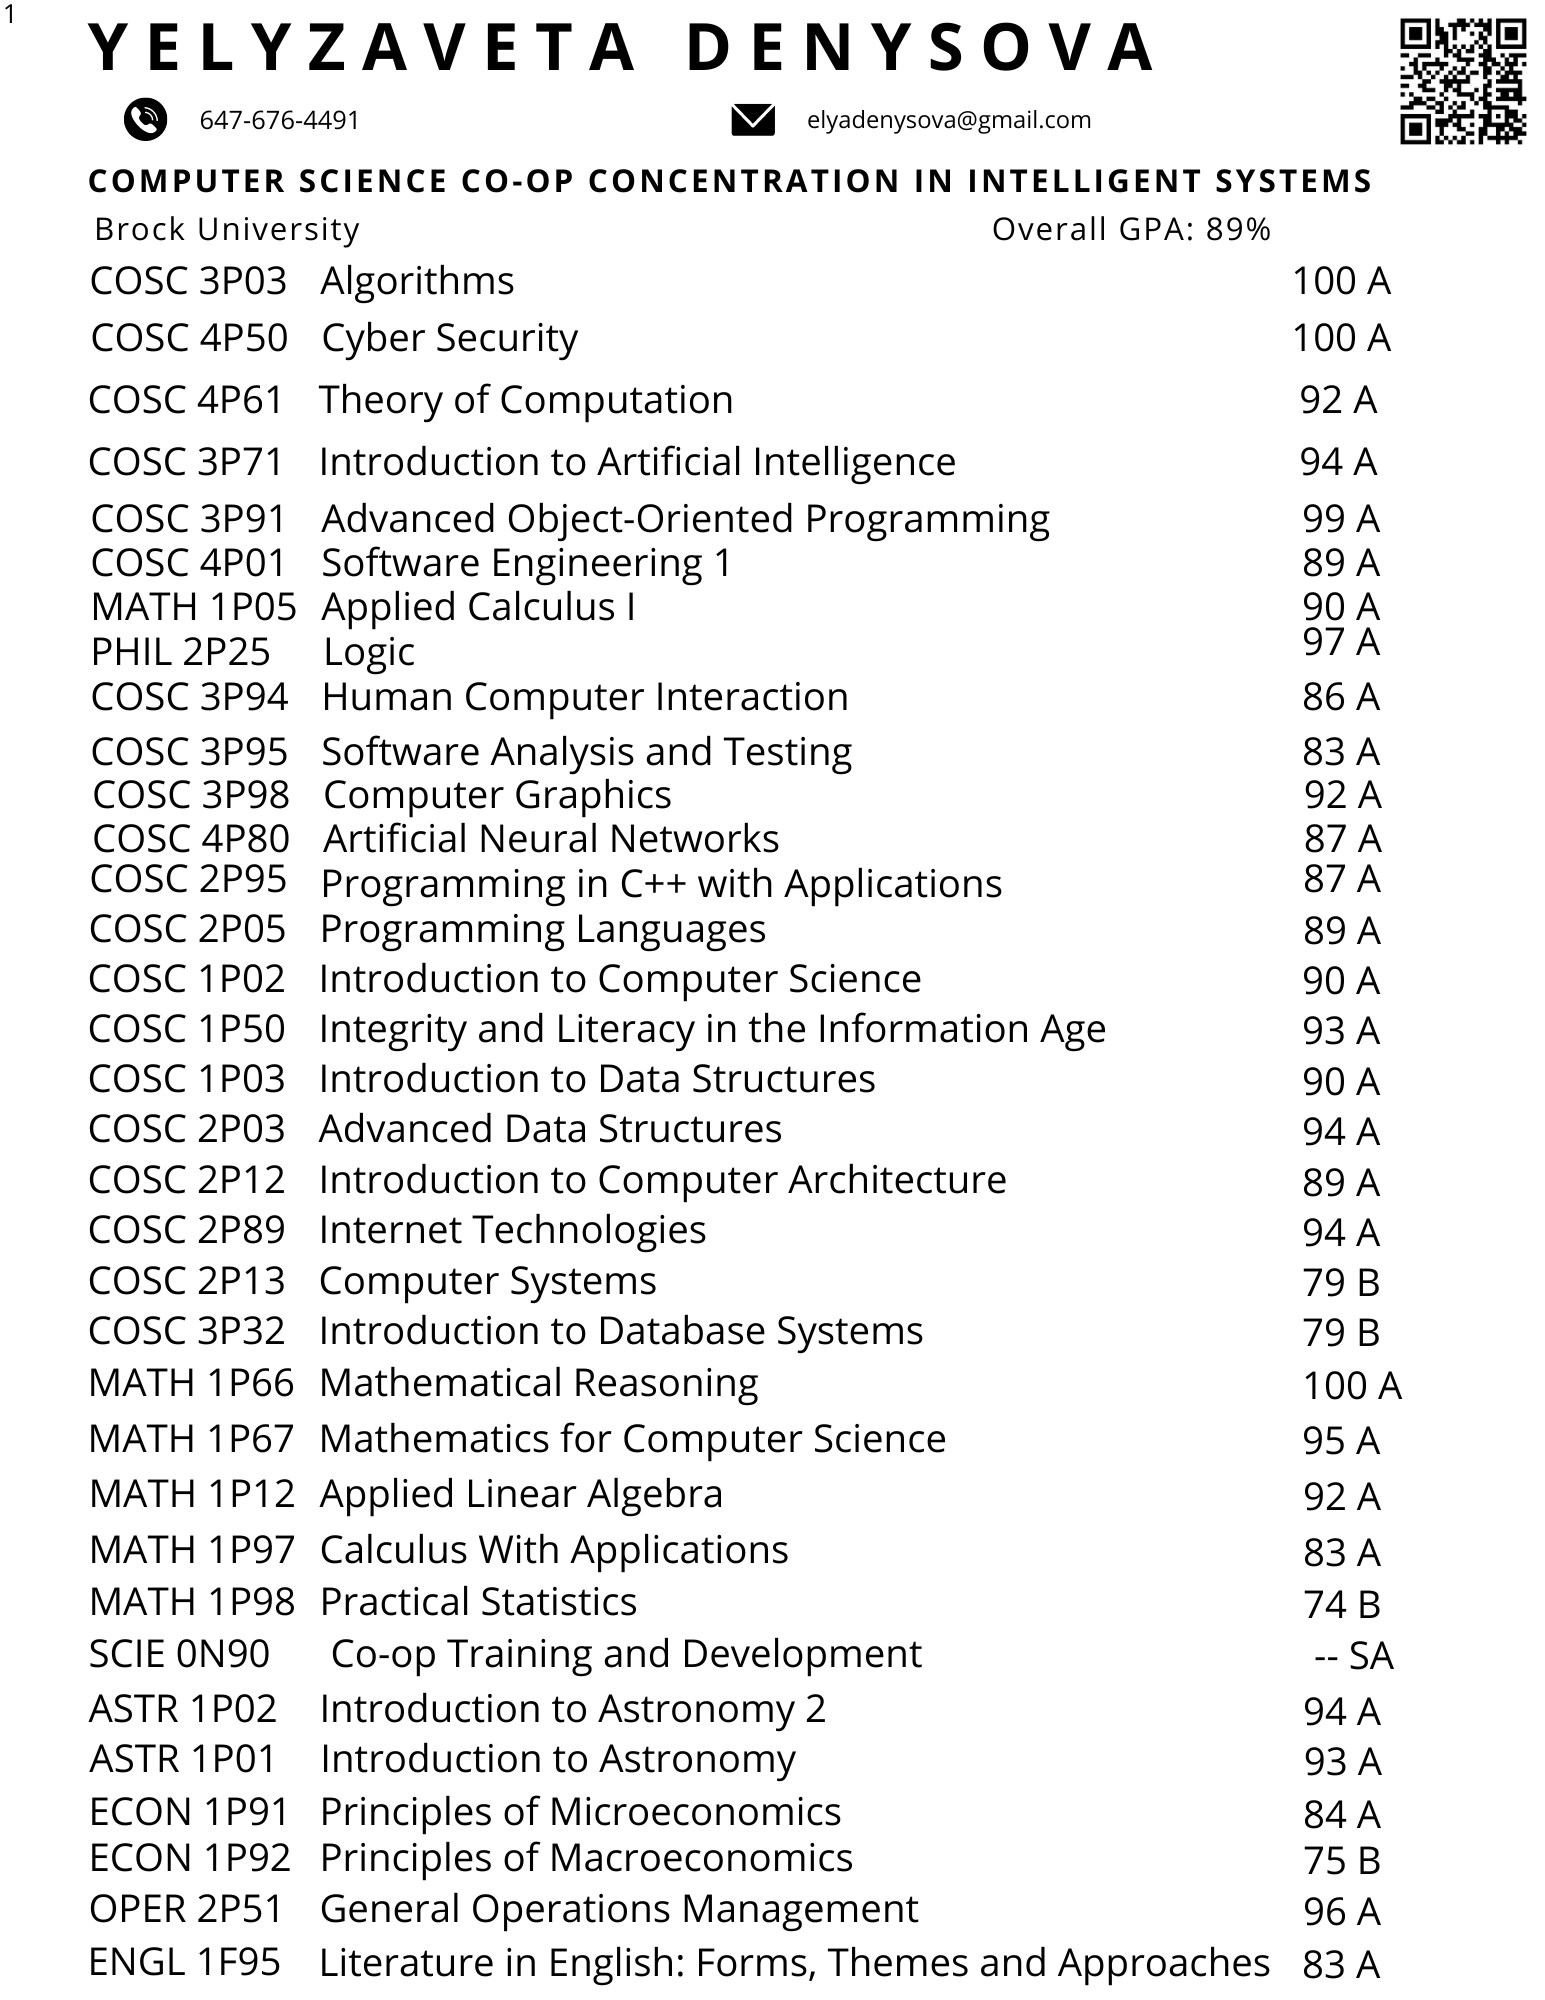 1
YELYZAVETA DENYSOVA
647-676-4491 elyadenysova@gmail.com
COMPUTER SCIENCE CO-OP CONCENTRATION IN INTELLIGENT SYSTEMS
Brock University Overall GPA: 89%
COSC 3P03 Algorithms 100 A
COSC 4P50 Cyber Security 100 A
COSC 4P61 Theory of Computation 92 A
COSC 3P71 Introduction to Artificial Intelligence 94 A
COSC 3P91 Advanced Object-Oriented Programming 99 A
COSC 4P01 Software Engineering 1 89 A
MATH 1P05 Applied Calculus I 90 A
PHIL 2P25 Logic 97 A
COSC 3P94 Human Computer Interaction 86 A
COSC 3P95 Software Analysis and Testing 83 A
COSC 3P98 Computer Graphics 92 A
COSC 4P80 Artificial Neural Networks 87 A
COSC 2P95 Programming in C++ with Applications 87 A
COSC 2P05 Programming Languages 89 A
COSC 1P02 Introduction to Computer Science 90 A
COSC 1P50 Integrity and Literacy in the Information Age 93 A
COSC 1P03 Introduction to Data Structures 90 A
COSC 2P03 Advanced Data Structures 94 A
COSC 2P12 Introduction to Computer Architecture 89 A
COSC 2P89 Internet Technologies 94 A
COSC 2P13 Computer Systems 79 B
COSC 3P32 Introduction to Database Systems 79 B
MATH 1P66 Mathematical Reasoning 100 A
MATH 1P67 Mathematics for Computer Science 95 A
MATH 1P12 Applied Linear Algebra 92 A
MATH 1P97 Calculus With Applications 83 A
MATH 1P98 Practical Statistics 74 B
SCIE 0N90 Co-op Training and Development -- SA
ASTR 1P02 Introduction to Astronomy 2 94 A
ASTR 1P01 Introduction to Astronomy 93 A
ECON 1P91 Principles of Microeconomics 84 A
ECON 1P92 Principles of Macroeconomics 75 B
OPER 2P51 General Operations Management 96 A
ENGL 1F95 Literature in English: Forms, Themes and Approaches 83 A